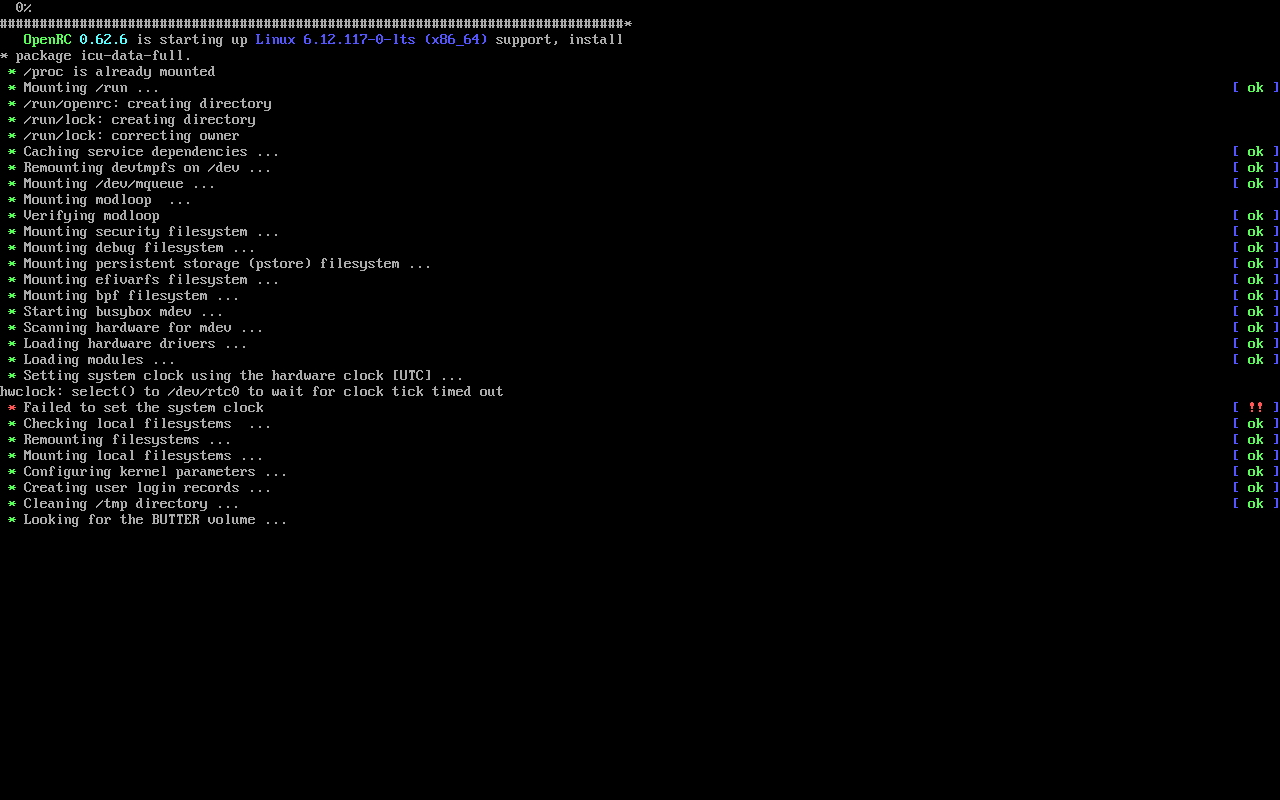 0%
##############################################################################*
OpenRC 0.62.6 is starting up Linux 6.12.117-0-lts (x86_64) support, install
* package icu-data-full.
* /proc is already mounted
* Mounting /run ... [ ok ]
* /run/openrc: creating directory
* /run/lock: creating directory
* /run/lock: correcting owner
* Caching service dependencies ... [ ok ]
* Remounting devtmpfs on /dev ... [ ok ]
* Mounting /dev/mqueue ... [ ok ]
* Mounting modloop  ...
* Verifying modloop [ ok ]
* Mounting security filesystem ... [ ok ]
* Mounting debug filesystem ... [ ok ]
* Mounting persistent storage (pstore) filesystem ... [ ok ]
* Mounting efivarfs filesystem ... [ ok ]
* Mounting bpf filesystem ... [ ok ]
* Starting busybox mdev ... [ ok ]
* Scanning hardware for mdev ... [ ok ]
* Loading hardware drivers ... [ ok ]
* Loading modules ... [ ok ]
* Setting system clock using the hardware clock [UTC] ...
hwclock: select() to /dev/rtc0 to wait for clock tick timed out
* Failed to set the system clock [ !! ]
* Checking local filesystems  ... [ ok ]
* Remounting filesystems ... [ ok ]
* Mounting local filesystems ... [ ok ]
* Configuring kernel parameters ... [ ok ]
* Creating user login records ... [ ok ]
* Cleaning /tmp directory ... [ ok ]
* Looking for the BUTTER volume ...